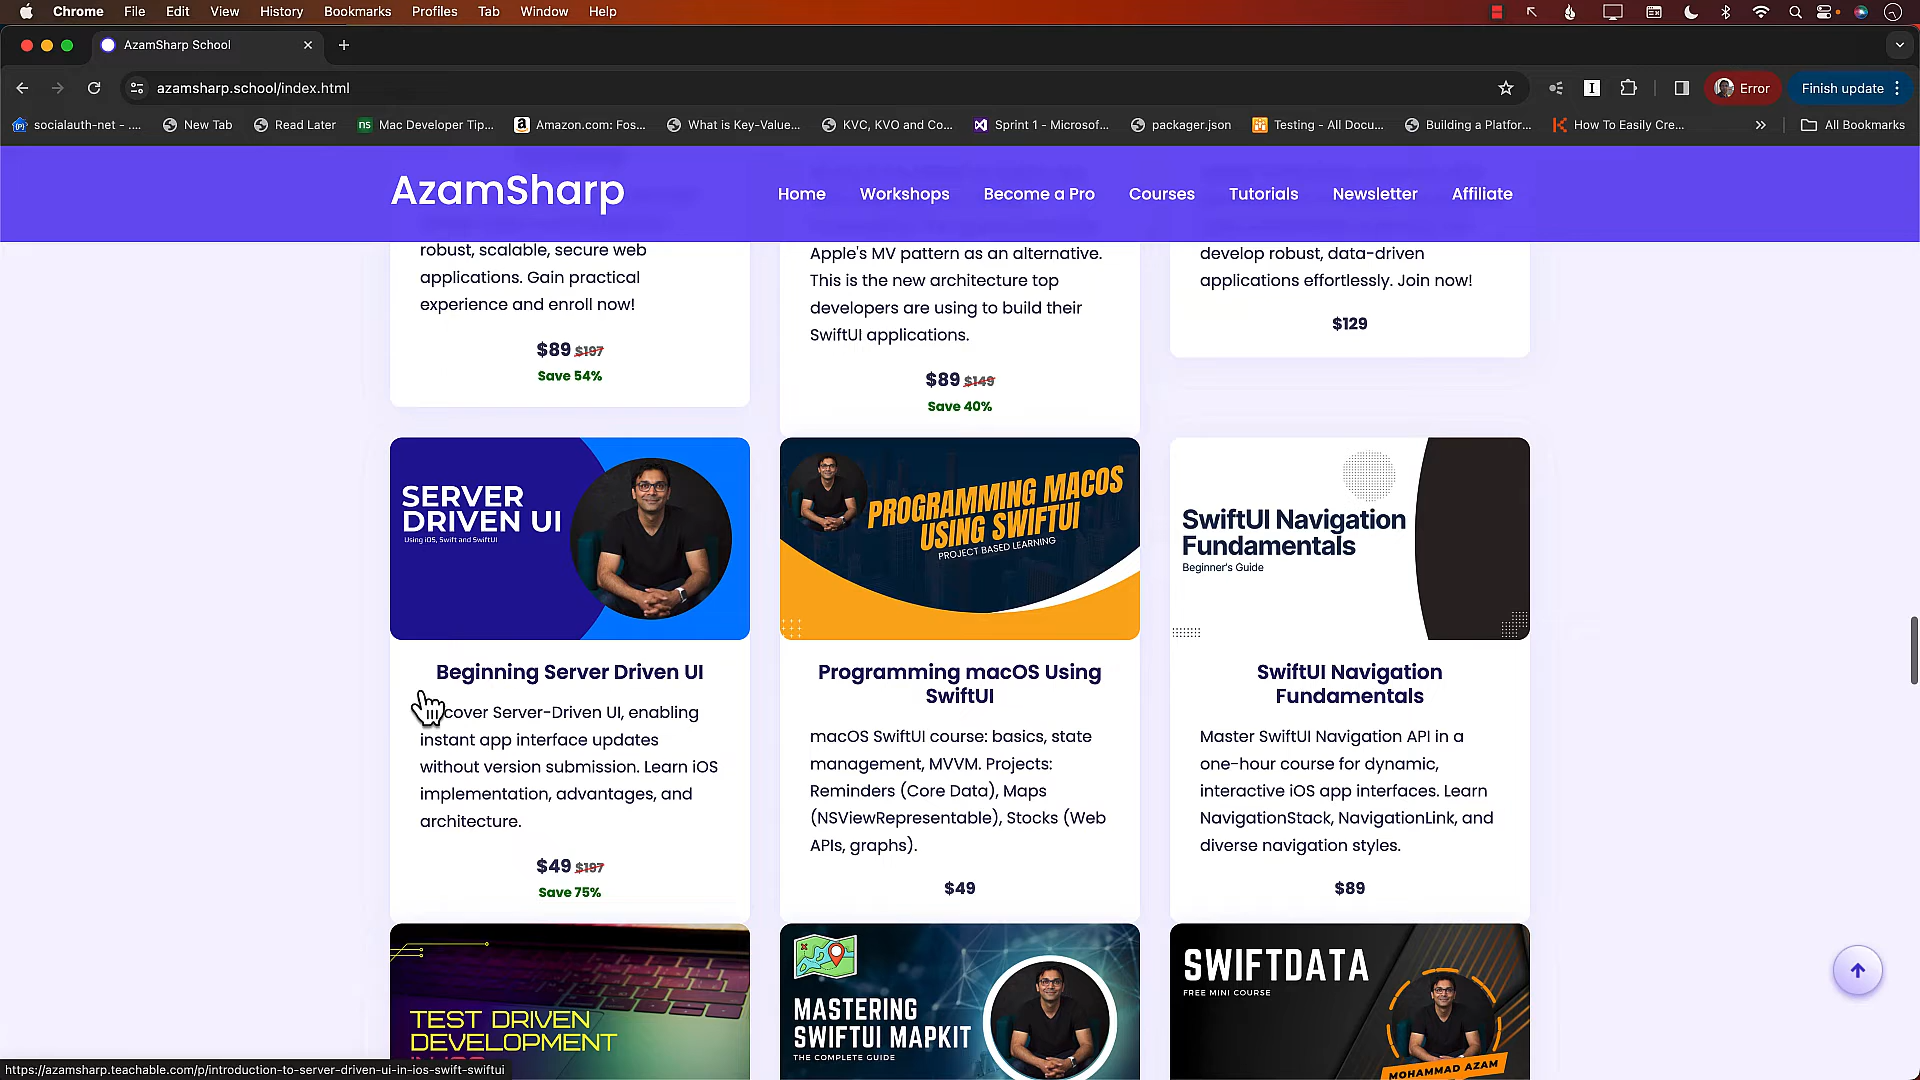 Chrome File Edit View History Bookmarks Profiles Tab Window Help
AzamSharp School
azamsharp.school/index.html
Error
Finish update
socialauth-net - ....
New Tab
Read Later
ns Mac Developer Tip...
Amazon.com: Fos...
What is Key-Value...
KVC, KVO and Co...
Sprint 1 - Microsof...
packager.json
Testing - All Docu...
Building a Platfor...
How To Easily Cre...
All Bookmarks
AzamSharp
Home Workshops Become a Pro Courses Tutorials Newsletter Affiliate
robust, scalable, secure web
applications. Gain practical
experience and enroll now!
$89 $197
Save 54%
Apple's MV pattern as an alternative.
This is the new architecture top
developers are using to build their
SwiftUI applications.
$89 $149
Save 40%
develop robust, data-driven
applications effortlessly. Join now!
$129
SERVER
DRIVEN UI
Using iOS, Swift and SwiftUI
Beginning Server Driven UI
cover Server-Driven UI, enabling
instant app interface updates
without version submission. Learn iOS
implementation, advantages, and
architecture.
$49 $197
Save 75%
PROGRAMMING MACOS
USING SWIFTUI
PROJECT BASED LEARNING
Programming macOS Using
SwiftUI
macOS SwiftUI course: basics, state
management, MVVM. Projects:
Reminders (Core Data), Maps
(NSViewRepresentable), Stocks (Web
APIs, graphs).
$49
SwiftUI Navigation
Fundamentals
Beginner's Guide
SwiftUI Navigation
Fundamentals
Master SwiftUI Navigation API in a
one-hour course for dynamic,
interactive iOS app interfaces. Learn
NavigationStack, NavigationLink, and
diverse navigation styles.
$89
TEST DRIVEN
DEVELOPMENT
MASTERING
SWIFTUI MAPKIT
THE COMPLETE GUIDE
SWIFTDATA
FREE MINI COURSE
MOHAMMAD AZAM
https://azamsharp.teachable.com/p/introduction-to-server-driven-ui-in-ios-swift-swiftui